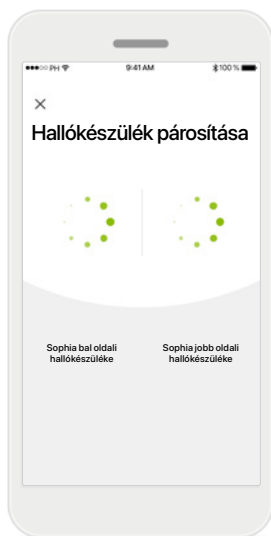 ●●●○○ PH 9:41 AM 100 %
Hallókészülék párosítása
Sophia bal oldali
hallókészüléke
Sophia jobb oldali
hallókészüléke